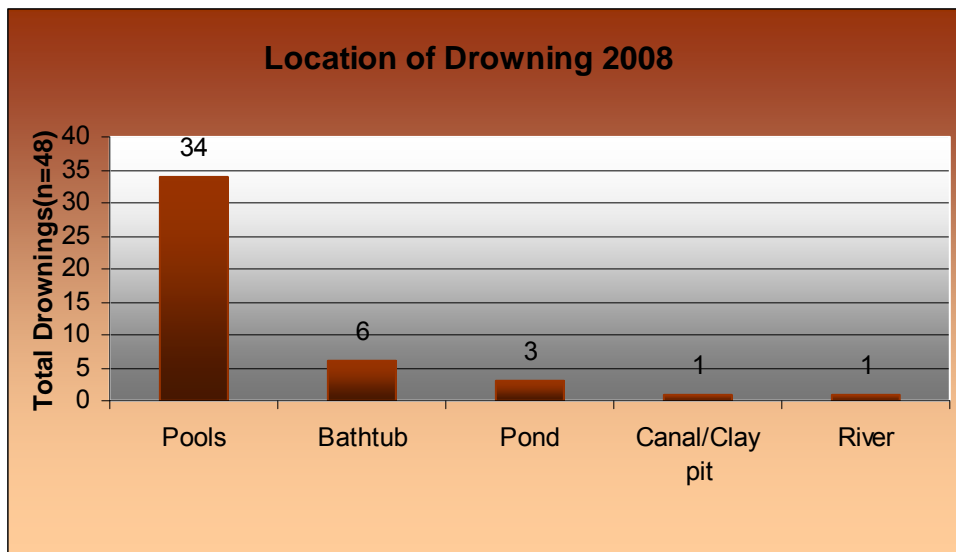 Location of Drowning 2008
Total Drownings(n=48)
40
35
30
25
20
15
10
5
0
34
6
3
1
1
Pools
Bathtub
Pond
Canal/Clay
pit
River